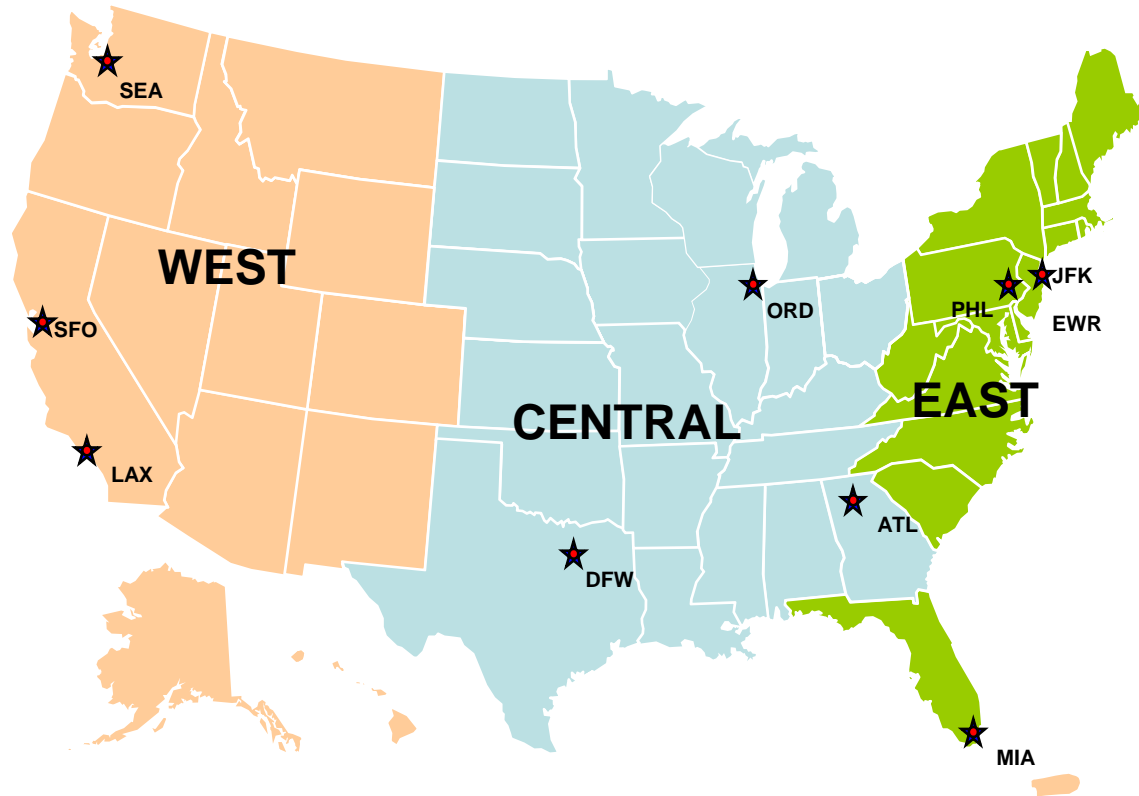 SEA
WEST
JFK
ORD
PHL
SFO
EWR
EAST
CENTRAL
LAX
ATL
DFW
MIA